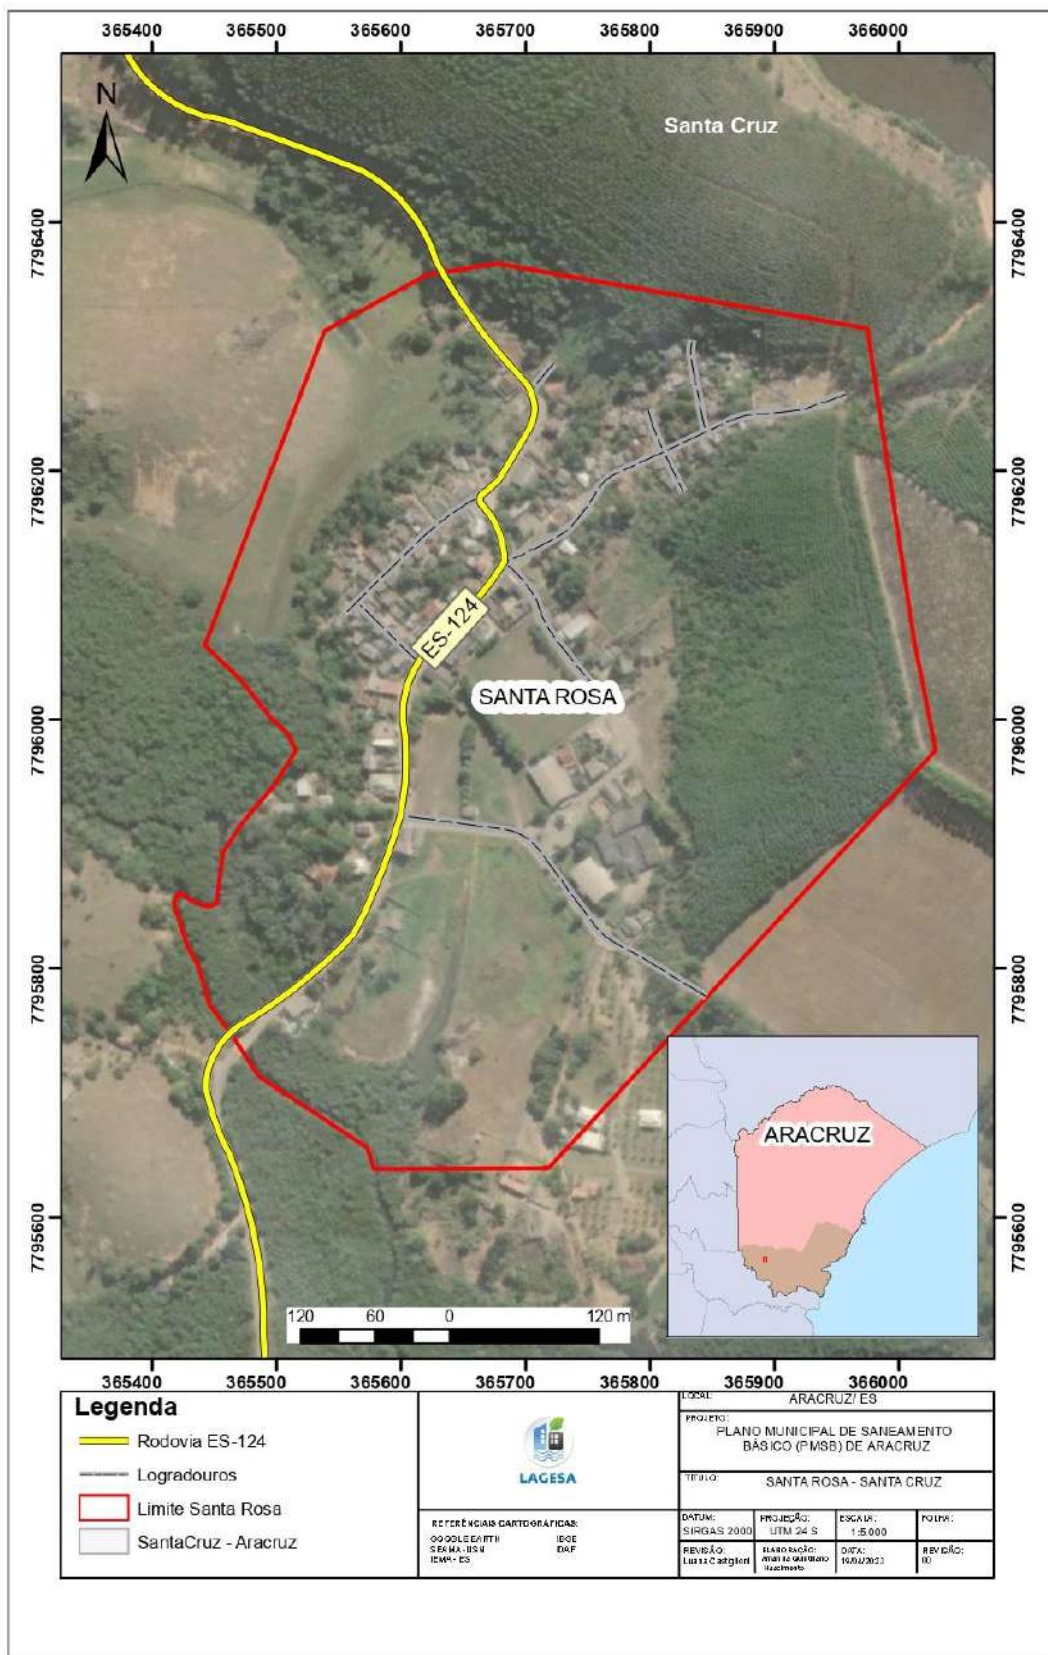 365400 365500 365600 365700 365800 365900 366000
N
Santa Cruz
7796400 7796400
7796200 7796200
ES-124
SANTA ROSA
7796000 7796000
7795800 7795800
ARACRUZ
7795600 7795600
120 60 0 120 m
365400 365500 365600 365700 365800 365900 366000
Legenda
Rodovia ES-124
Logradouros
Limite Santa Rosa
SantaCruz - Aracruz
LAGESA
REFERÊNCIAS CARTOGRÁFICAS:
GOOGLE EARTH IBGE
IEMA - ES
LOCAL: ARACRUZ/ ES
PROJETO:
PLANO MUNICIPAL DE SANEAMENTO
BÁSICO (PMSB) DE ARACRUZ
TÍTULO: SANTA ROSA - SANTA CRUZ
DATUM: PROJEÇÃO: ESCALA: FOLHA:
SIRGAS 2000 UTM 24 S 1:5.000
REVISÃO: ELABORAÇÃO: DATA: REVISÃO:
00